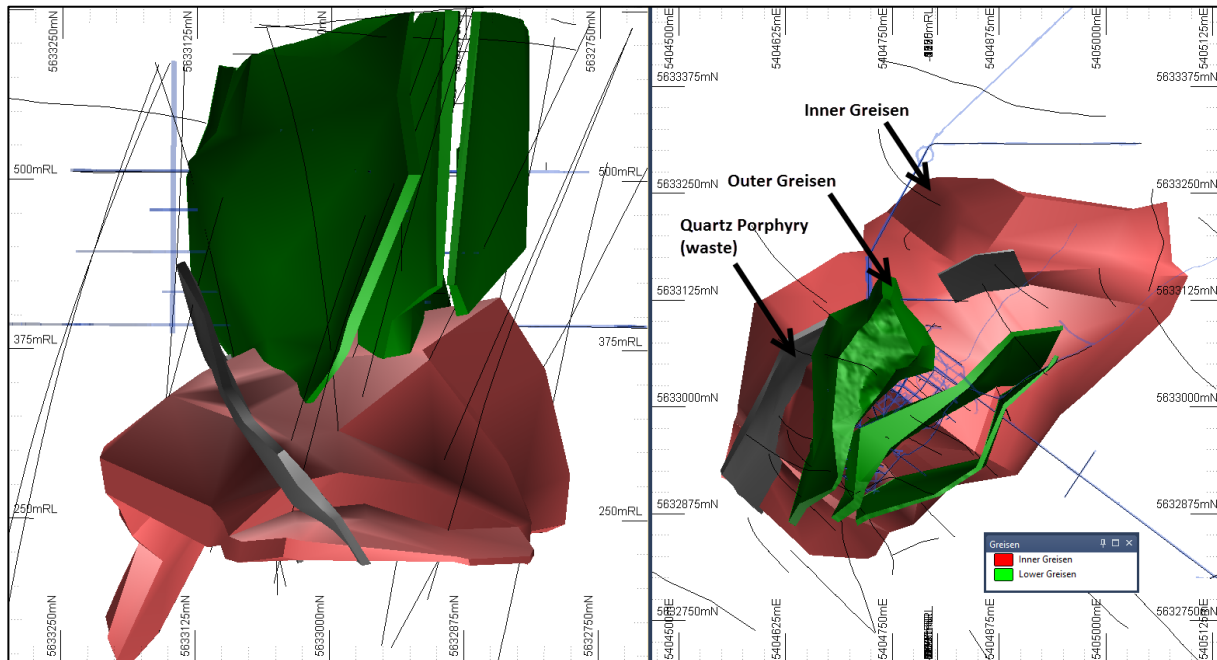 5633250mN
5633125mN
5633000mN
5632750mN
500mRL
500mRL
375mRL
375mRL
250mRL
250mRL
5633250mN
5633125mN
5633000mN
5632875mN
5632750mN
5404500mE
5404625mE
5404750mE
5404875mE
5405000mE
5405125mE
5633375mN
5633375mN
Inner Greisen
Outer Greisen
5633250mN
5633250mN
Quartz Porphyry
(waste)
5633125mN
5633125mN
5633000mN
5633000mN
5632875mN
5632875mN
Greisen
Inner Greisen
Lower Greisen
5632750mN
5632750mN
5404500mE
5404625mE
5404750mE
5404875mE
5405000mE
5405125mE